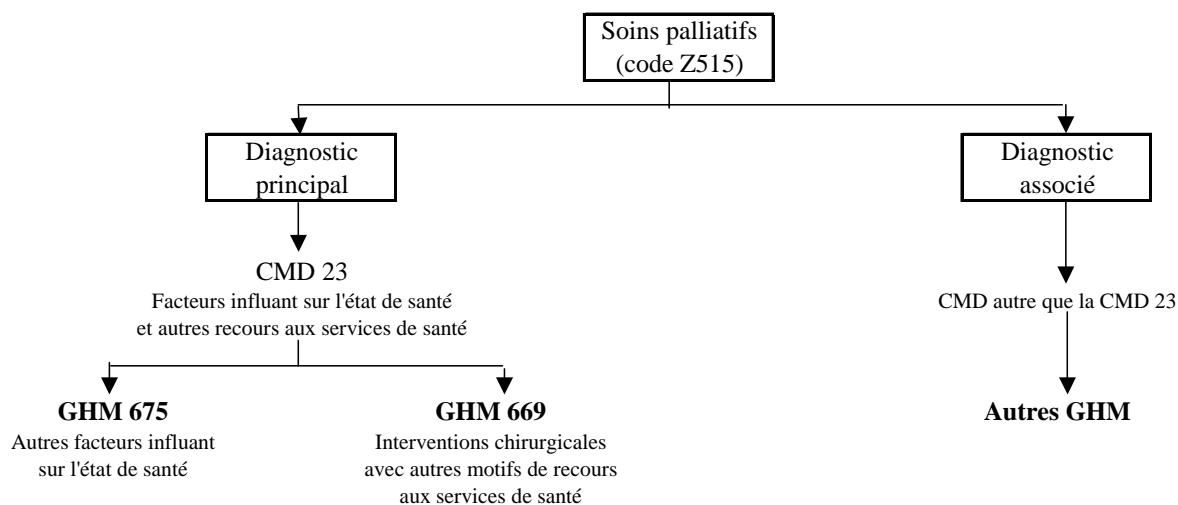 Soins palliatifs
(code Z515)
Diagnostic
principal
Diagnostic
associé
CMD 23
Facteurs influant sur l'état de santé
et autres recours aux services de santé
CMD autre que la CMD 23
GHM 675
Autres facteurs influant
sur l'état de santé
GHM 669
Interventions chirurgicales
avec autres motifs de recours
aux services de santé
Autres GHM